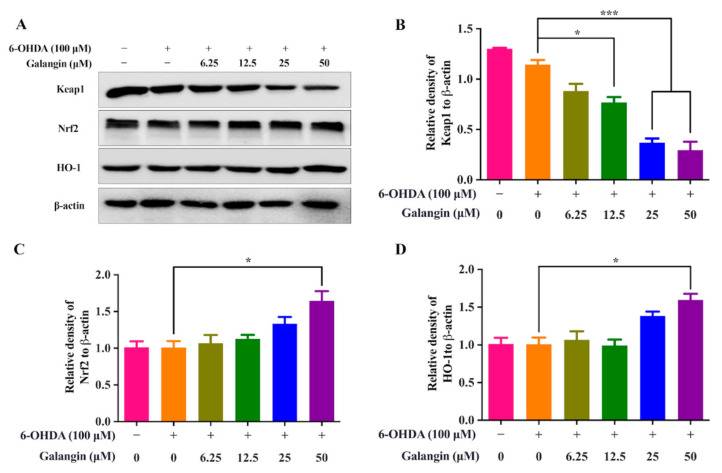 A
6-OHDA (100 μM) − + + + + +
Galangin (μM) − − 6.25 12.5 25 50
Keap1
Nrf2
HO-1
β-actin
B
Relative density of
Keap1 to β-actin
1.5
1.0
0.5
0.0
*
***
6-OHDA (100 μM) − + + + + +
Galangin (μM) 0 0 6.25 12.5 25 50
C
Relative density of
Nrf2 to β-actin
2.0
1.5
1.0
0.5
0.0
*
6-OHDA (100 μM) − + + + + +
Galangin (μM) 0 0 6.25 12.5 25 50
D
Relative density of
HO-1to β-actin
2.0
1.5
1.0
0.5
0.0
*
6-OHDA (100 μM) − + + + + +
Galangin (μM) 0 0 6.25 12.5 25 50